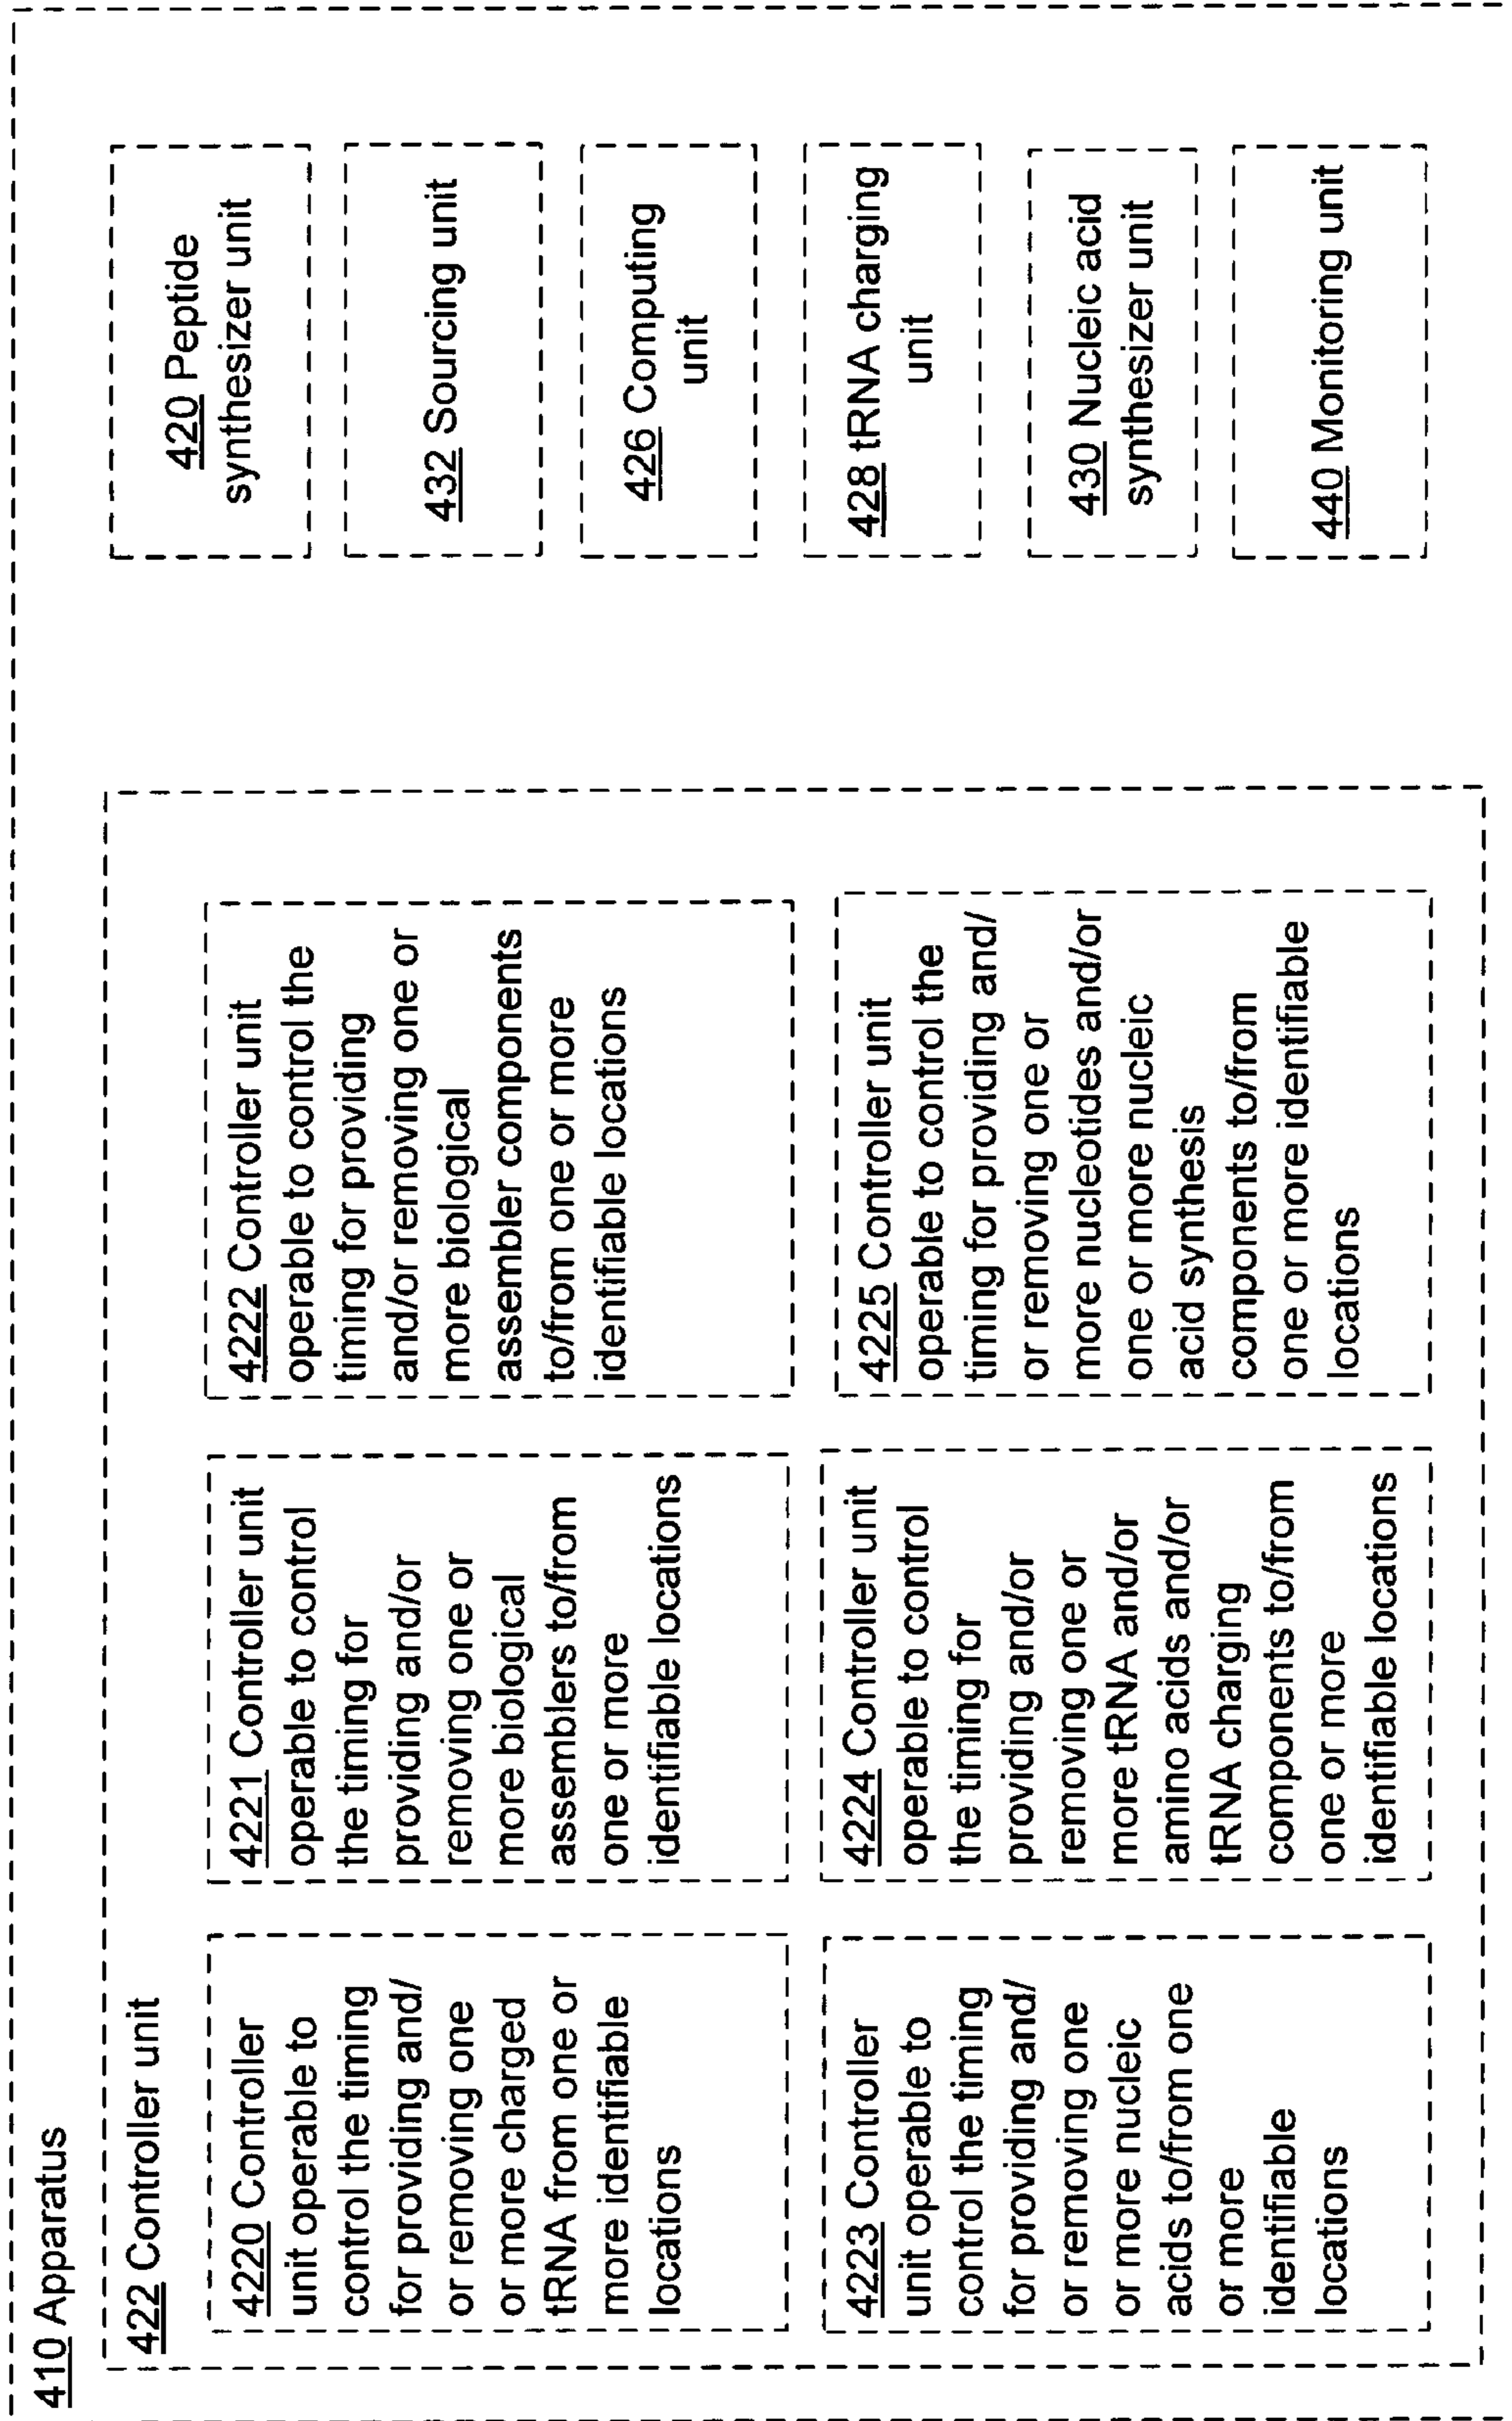 410 Apparatus
422 Controller unit
4220 Controller
unit operable to
control the timing
for providing and/
or removing one
or more charged
tRNA from one or
more identifiable
locations
4221 Controller unit
operable to control
the timing for
providing and/or
removing one or
more biological
assemblers to/from
one or more
identifiable locations
4222 Controller unit
operable to control the
timing for providing
and/or removing one or
more biological
assembler components
to/from one or more
identifiable locations
4223 Controller
unit operable to
control the timing
for providing and/
or removing one
or more nucleic
acids to/from one
or more
identifiable
locations
4224 Controller unit
operable to control
the timing for
providing and/or
removing one or
more tRNA and/or
amino acids and/or
tRNA charging
components to/from
one or more
identifiable locations
4225 Controller unit
operable to control the
timing for providing and/
or removing one or
more nucleotides and/or
one or more nucleic
acid synthesis
components to/from
one or more identifiable
locations
420 Peptide
synthesizer unit
432 Sourcing unit
426 Computing
unit
428 tRNA charging
unit
430 Nucleic acid
synthesizer unit
440 Monitoring unit